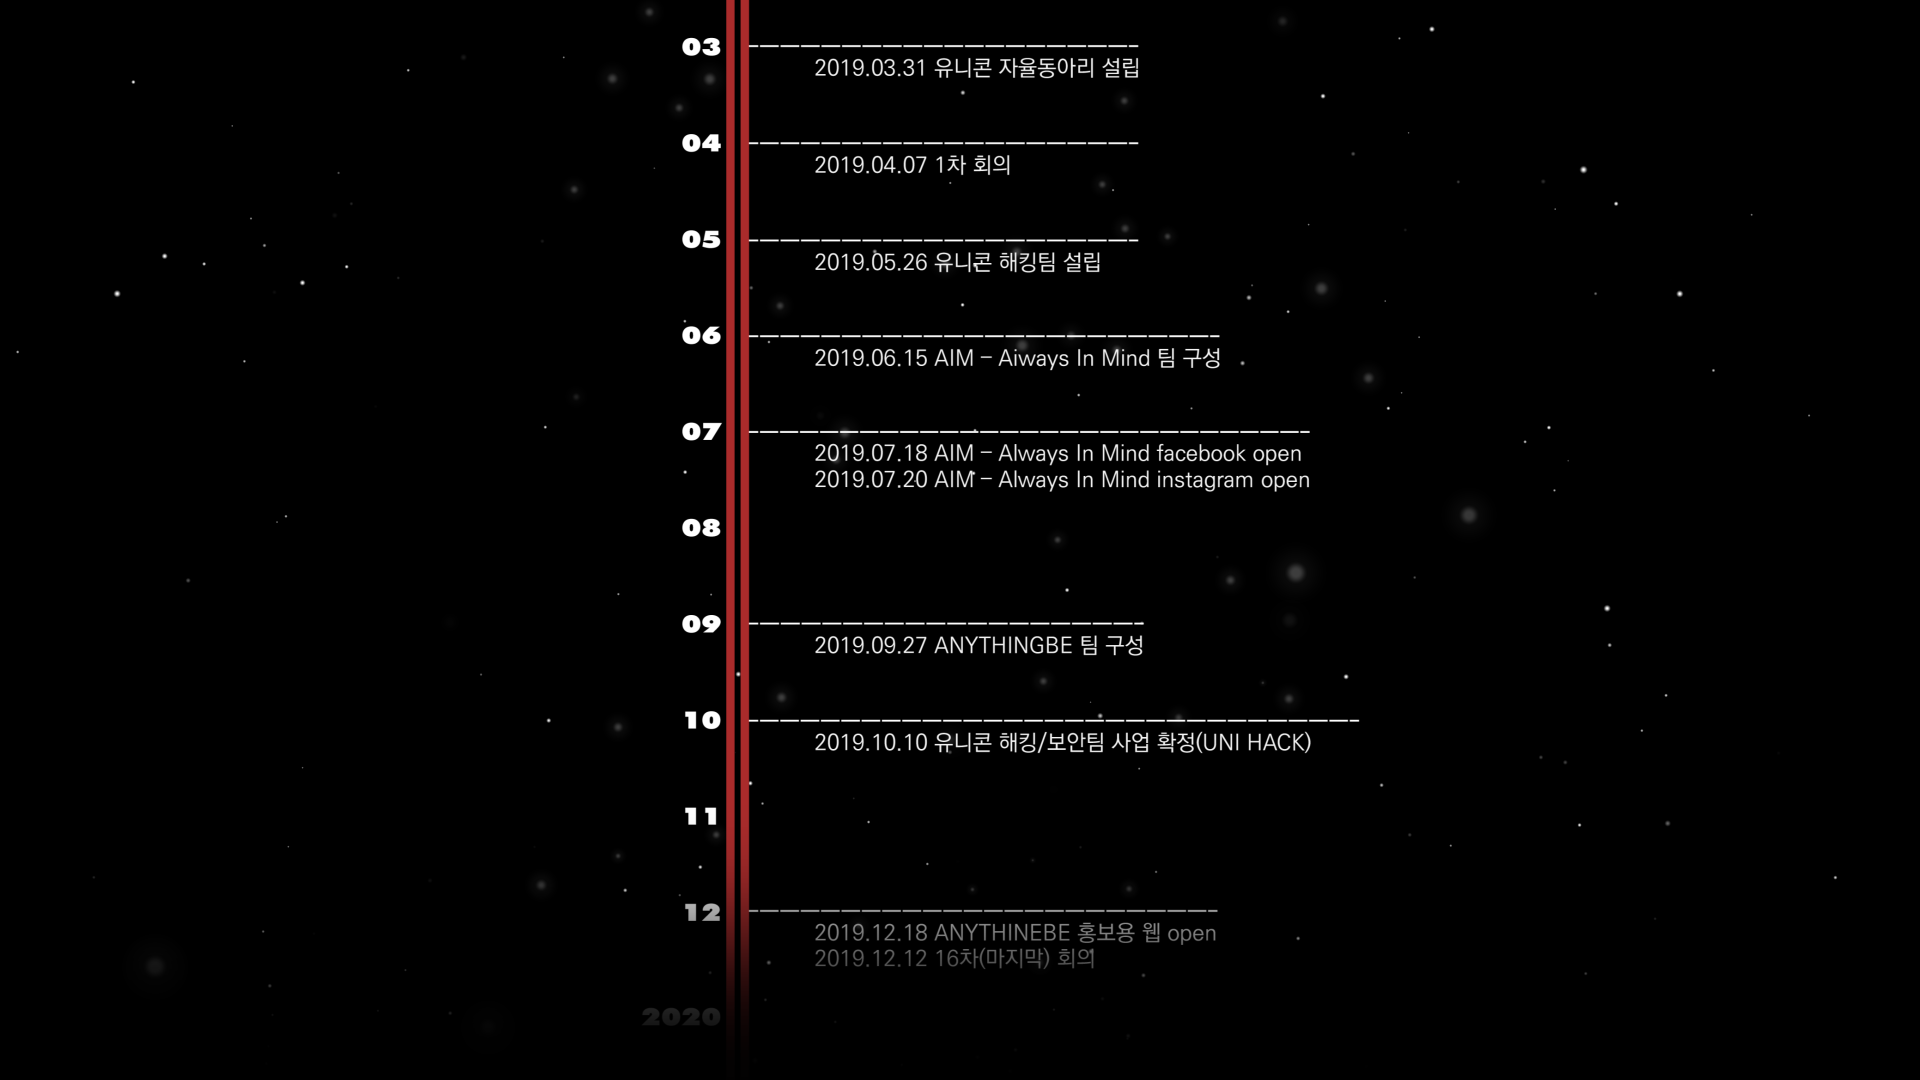 03
2019.03.31 유니콘 자율동아리 설립
04
2019.04.07 1차 회의
05
2019.05.26 유니콘 해킹팀 설립
06
2019.06.15 AIM - Aiways In Mind 팀 구성
07
2019.07.18 AIM - Always In Mind facebook open
2019.07.20 AIM - Always In Mind instagram open
08
09
2019.09.27 ANYTHINGBE 팀 구성
10
2019.10.10 유니콘 해킹/보안팀 사업 확정(UNI HACK)
11
12
2019.12.18 ANYTHINEBE 홍보용 웹 open
2019.12.12 16차(마지막) 회의
2020